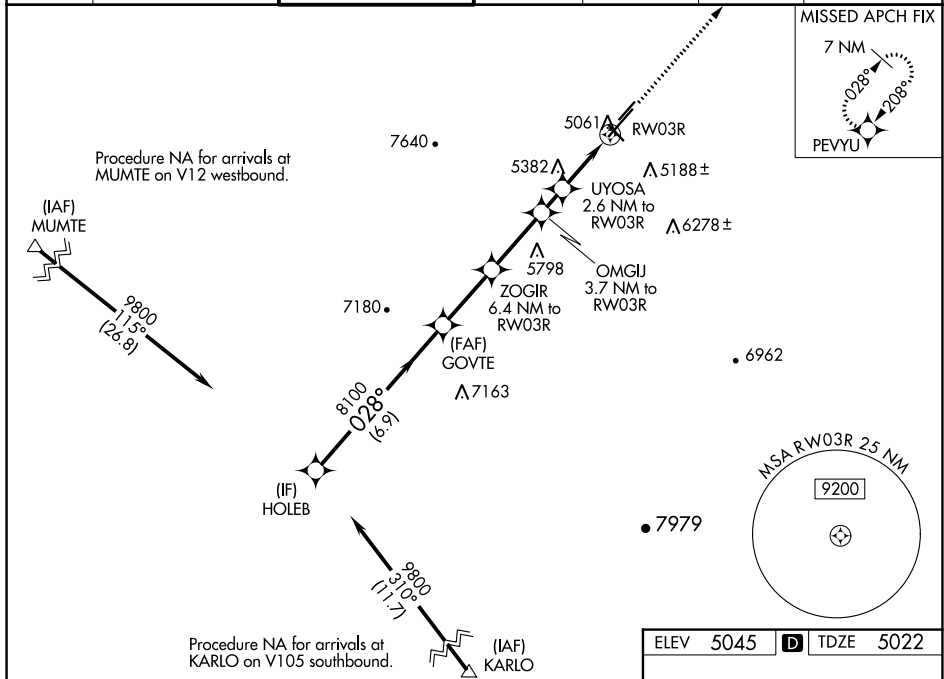 MISSED APCH FIX
7 NM
028°
208°
PEVYU
5061
RW03R
7640
Procedure NA for arrivals at
MUMTE on V12 westbound.
5382
5188±
UYOSA
2.6 NM to
RW03R
(IAF)
MUMTE
6278±
5798
OMGIJ
3.7 NM to
RW03R
ZOGIR
6.4 NM to
RW03R
9800
115°
(26.8)
7180
(FAF)
GOVTE
6962
7163
8100
028°
(6.9)
MSA RW03R 25 NM
9200
(IF)
HOLEB
7979
9800
310°
(11.7)
Procedure NA for arrivals at
KARLO on V105 southbound.
(IAF)
KARLO
ELEV 5045 D TDZE 5022